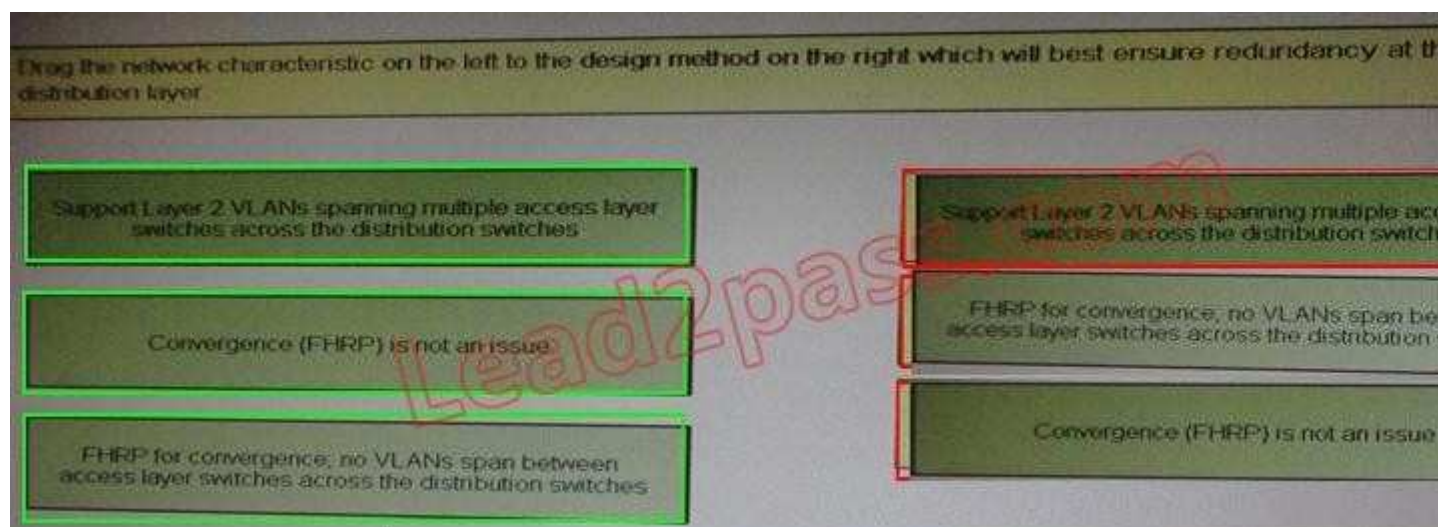 Drag the network characteristic on the left to the design method on the right which will best ensure redundancy at
distribution layer
Support Layer 2 VLANs spanning multiple access layer
switches across the distribution switches
Convergence (FHRP) is not an issue
FHRP for convergence; no VLANs span between
access layer switches across the distribution switches
Support Layer 2 VLANs spanning multiple
switches across the distribution
FHRP for convergence, no VLANs span
access layer switches across the distribution
Convergence (FHRP) is not an issue
Lead2pass